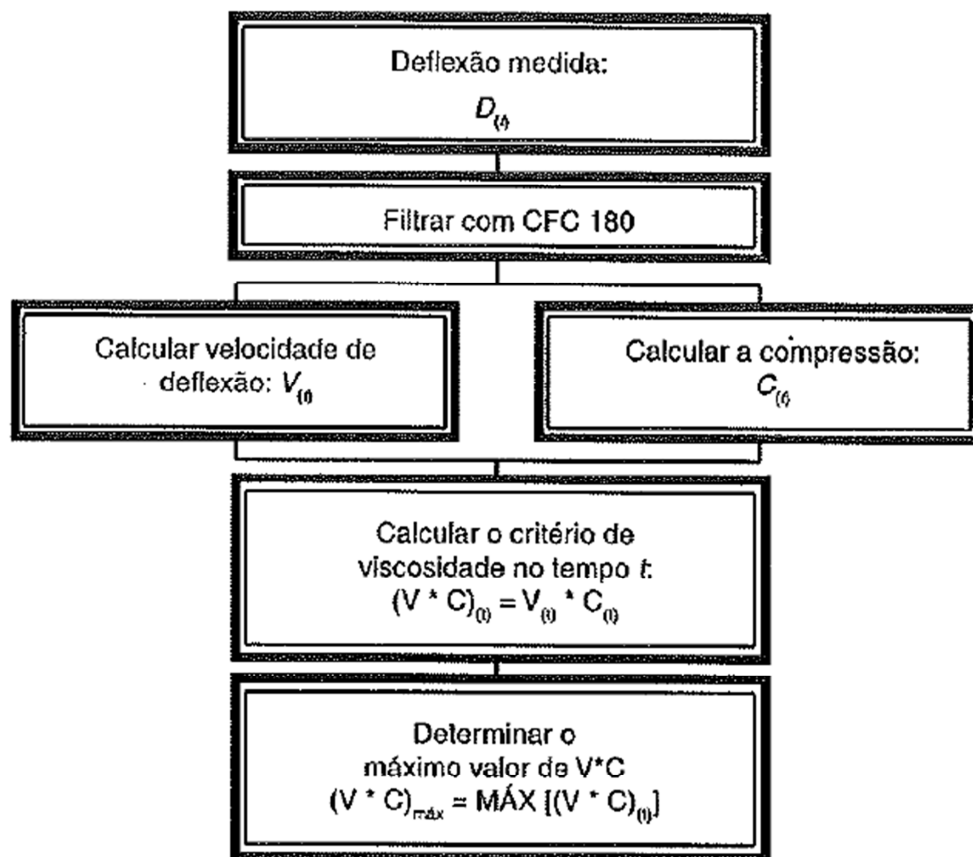 Deflexão medida:
D(t)
Filtrar com CFC 180
Calcular velocidade de
deflexão: V(t)
Calcular a compressão:
C(t)
Calcular o critério de
viscosidade no tempo t:
(V * C)(t) = V(t) * C(t)
Determinar o
máximo valor de V*C
(V * C)máx = MÁX [(V * C)(t)]